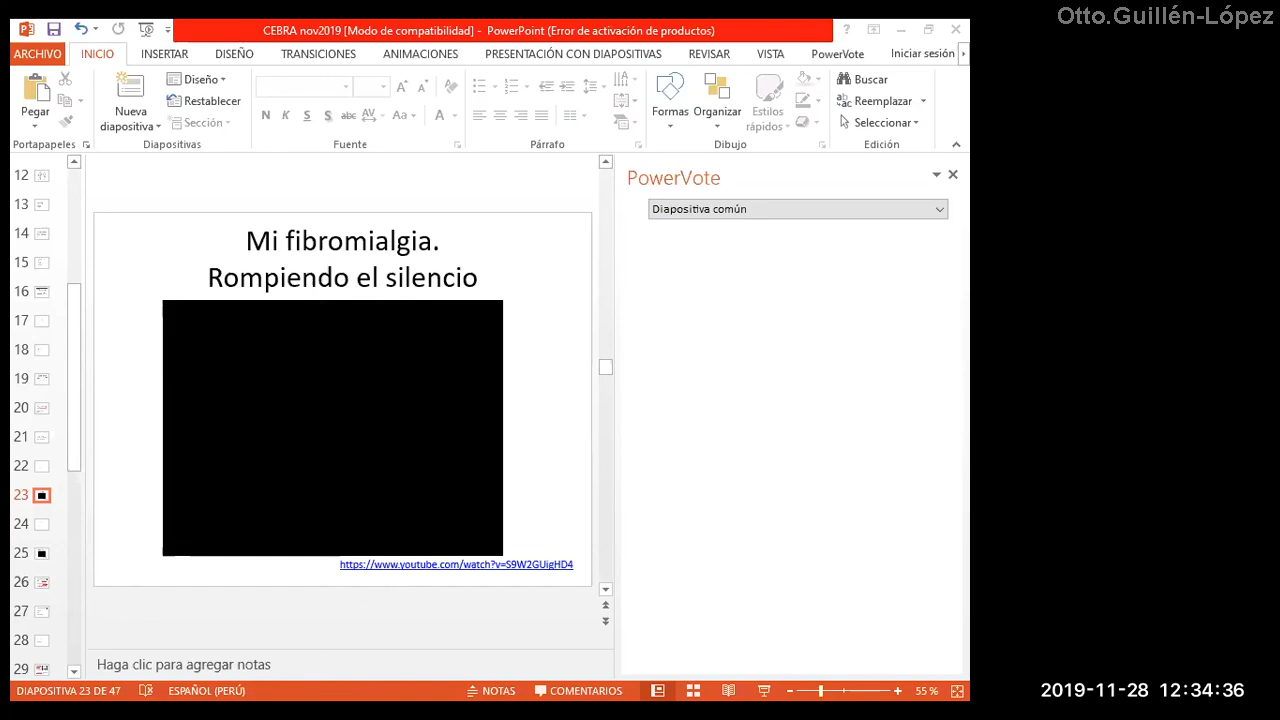 Otto.Guillén-López
CEBRA nov2019 [Modo de compatibilidad] - PowerPoint (Error de activación de productos)
ARCHIVO INICIO INSERTAR DISEÑO TRANSICIONES ANIMACIONES PRESENTACIÓN CON DIAPOSITIVAS REVISAR VISTA PowerVote Iniciar sesión
Pegar
Nueva diapositiva
Diseño
Restablecer
Sección
N K S S abc AV Aa A
Formas
Organizar
Estilos rápidos
Buscar
Reemplazar
Seleccionar
Portapapeles Diapositivas Fuente Párrafo Dibujo Edición
12
13
14
15
16
17
18
19
20
21
22
23
24
25
26
27
28
29
Mi fibromialgia.
Rompiendo el silencio
https://www.youtube.com/watch?v=S9W2GUigHD4
PowerVote
Diapositiva común
Haga clic para agregar notas
DIAPOSITIVA 23 DE 47 ESPAÑOL (PERÚ) NOTAS COMENTARIOS 55 %
2019-11-28 12:34:36